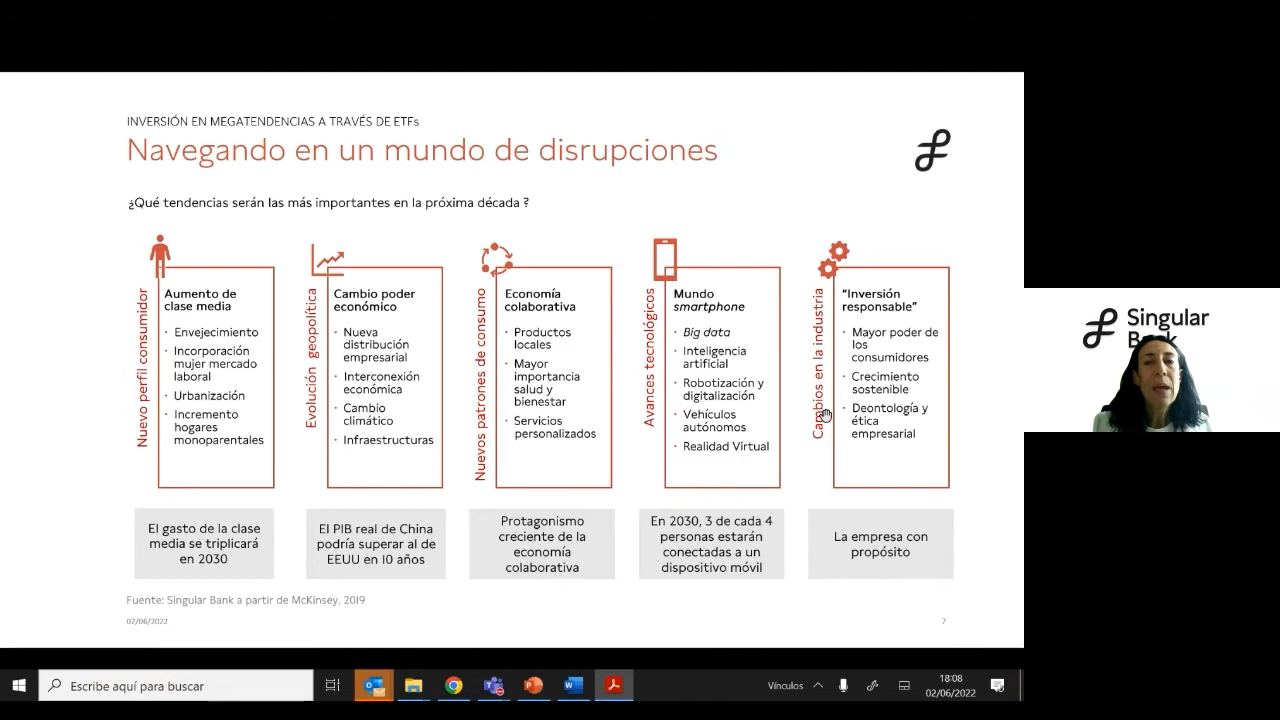 INVERSIÓN EN MEGATENDENCIAS A TRAVÉS DE ETFs
Navegando en un mundo de disrupciones
¿Qué tendencias serán las más importantes en la próxima década ?
Nuevo perfil consumidor
Aumento de
clase media
• Envejecimiento
• Incorporación
mujer mercado
laboral
• Urbanización
• Incremento
hogares
monoparentales
El gasto de la clase
media se triplicará
en 2030
Evolución geopolítica
Cambio poder
económico
• Nueva
distribución
empresarial
• Interconexión
económica
• Cambio
climático
• Infraestructuras
El PIB real de China
podría superar al de
EEUU en 10 años
Nuevos patrones de consumo
Economía
colaborativa
• Productos
locales
• Mayor
importancia
salud y
bienestar
• Servicios
personalizados
Protagonismo
creciente de la
economía
colaborativa
Avances tecnológicos
Mundo
smartphone
• Big data
• Inteligencia
artificial
• Robotización y
digitalización
• Vehículos
autónomos
• Realidad Virtual
En 2030, 3 de cada 4
personas estarán
conectadas a un
dispositivo móvil
Cambios en la industria
“Inversión
responsable”
• Mayor poder de
los
consumidores
• Crecimiento
sostenible
• Deontología y
ética
empresarial
La empresa con
propósito
Fuente: Singular Bank a partir de McKinsey, 2019
02/06/2022
7
Singular
Bank
Escribe aquí para buscar
Vínculos
18:08
02/06/2022